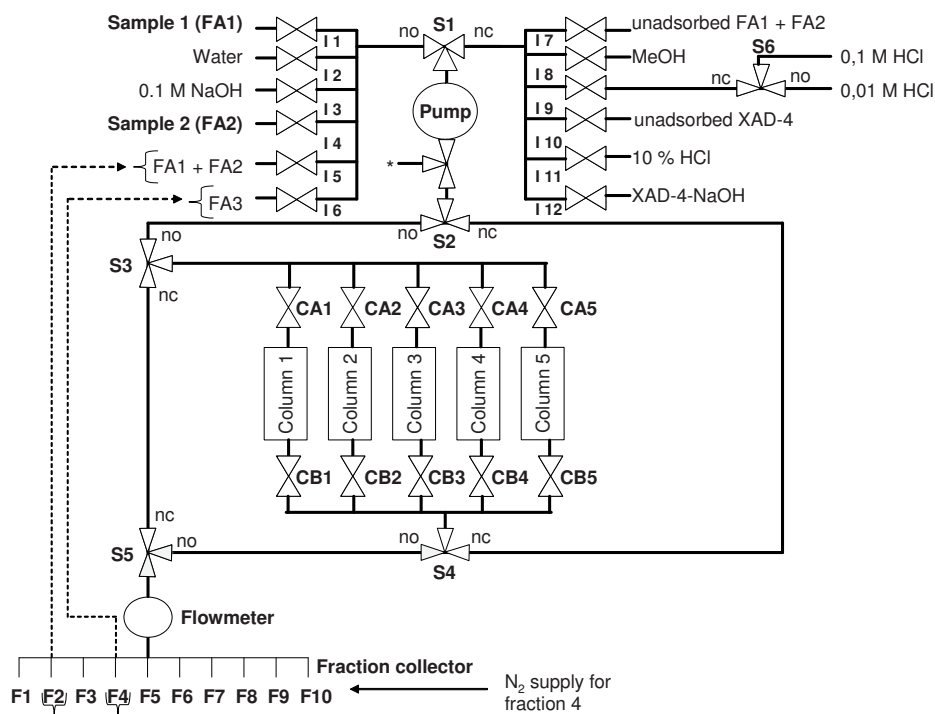 Sample 1 (FA1)
S1
unadsorbed FA1 + FA2
no
nc
I 1
I 7
Water
MeOH
S6
0,1 M HCl
I 2
I 8
nc
no
0.1 M NaOH
0,01 M HCl
I 3
Pump
I 9
Sample 2 (FA2)
unadsorbed XAD-4
I 4
I 10
FA1 + FA2
*
10 % HCl
I 5
I 11
FA3
XAD-4-NaOH
I 6
I 12
no
no
nc
S2
S3
nc
CA1
CA2
CA3
CA4
CA5
Column 1
Column 2
Column 3
Column 4
Column 5
CB1
CB2
CB3
CB4
CB5
nc
no
nc
S5
no
S4
Flowmeter
Fraction collector
F1
F2
F3
F4
F5
F6
F7
F8
F9
F10
N2 supply for
fraction 4